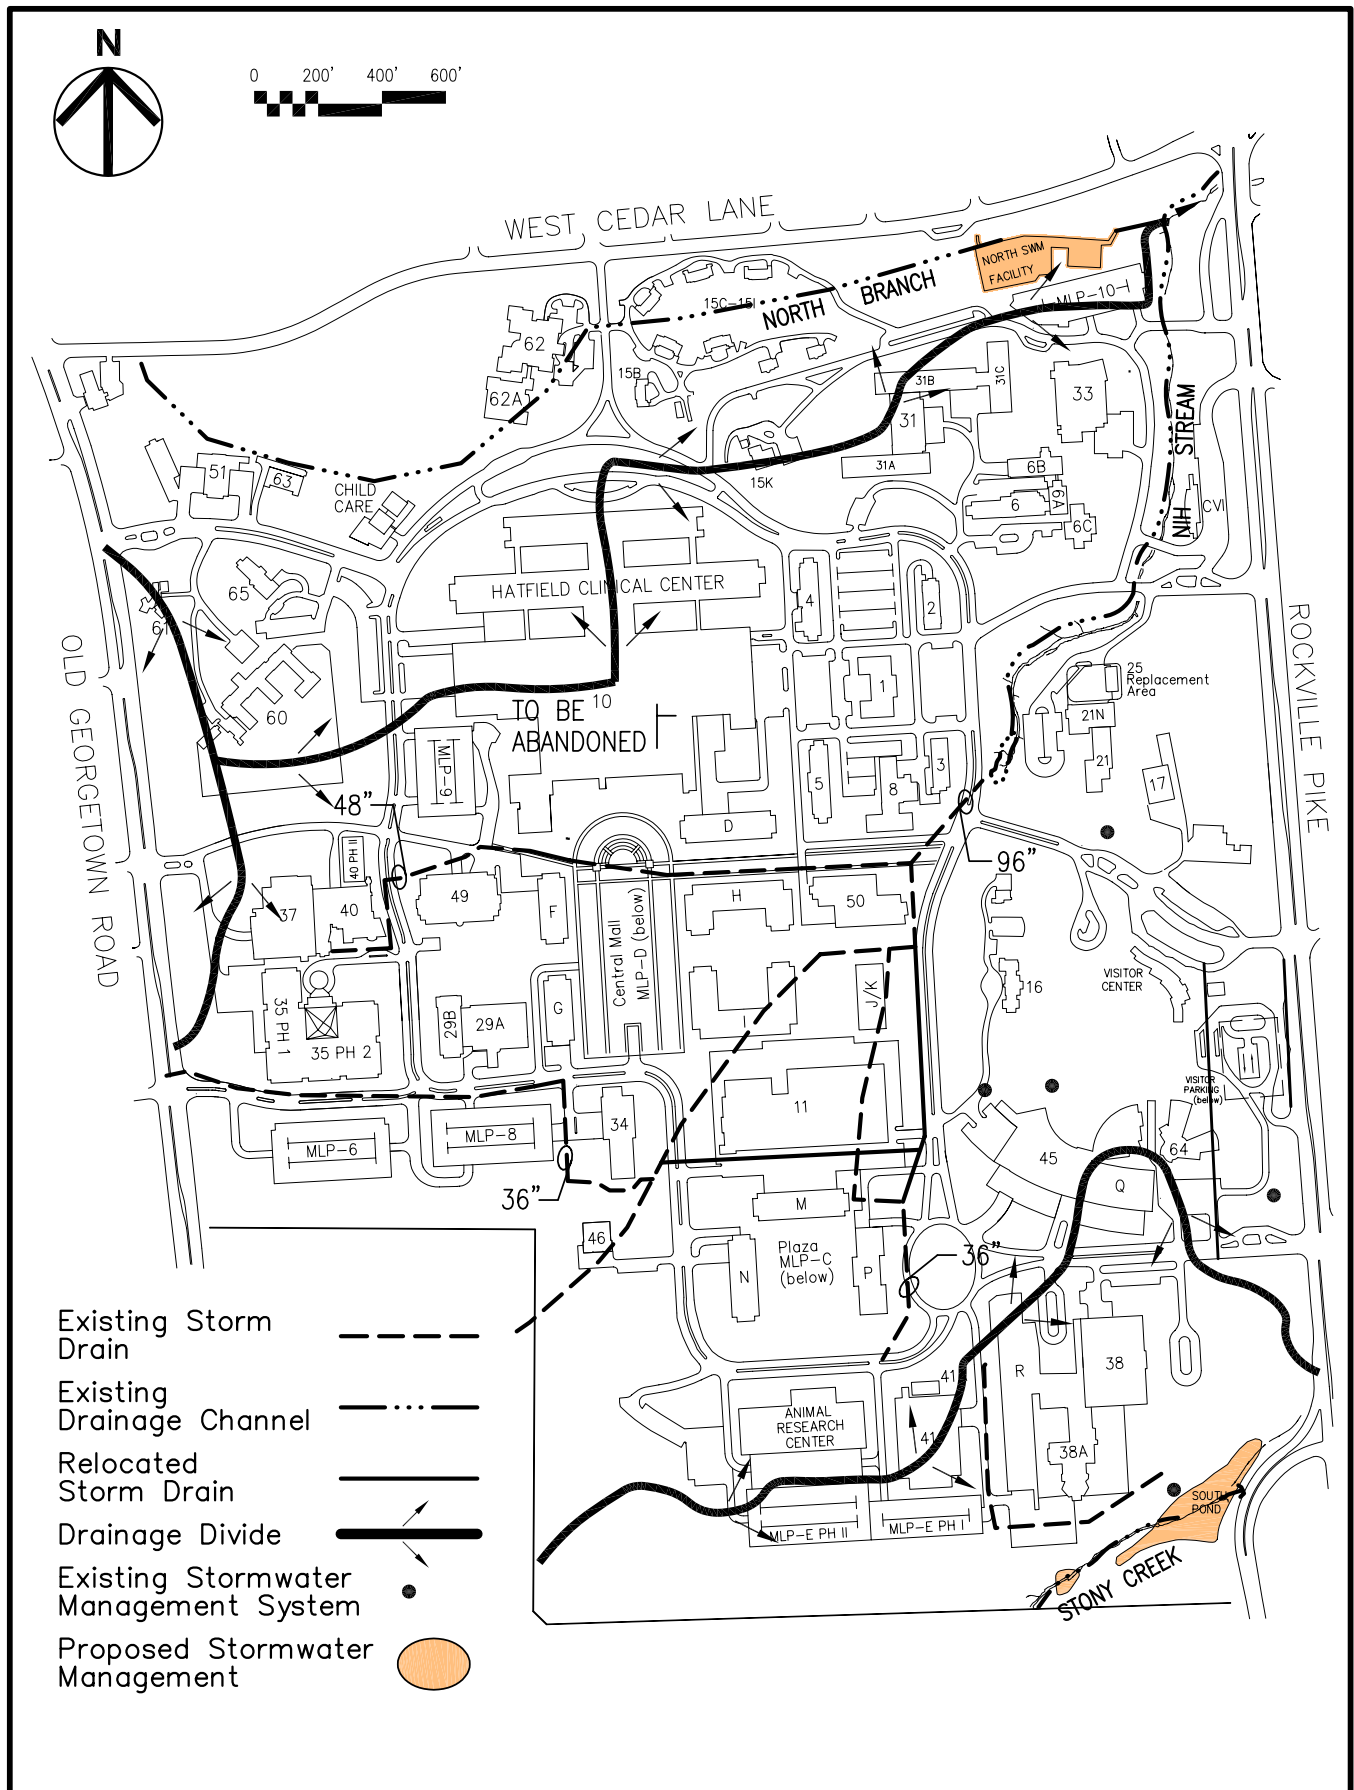 N
0 200' 400' 600'
WEST CEDAR LANE
NORTH SWM
FACILITY
MLP-10
NORTH BRANCH
15C-15I
62
62A
15B
31B
31C
31
33
31A
15K
6B
6
6A
6C
NIH STREAM
CVI
51
63
CHILD
CARE
HATFIELD CLINICAL CENTER
65
61
4
2
1
60
10
TO BE
ABANDONED
25
Replacement
Area
21N
21
17
OLD GEORGETOWN ROAD
ROCKVILLE PIKE
MLP-9
48"
5
8
3
D
96"
40 PH II
37
40
49
F
H
50
Central Mall
MLP-D (below)
VISITOR
CENTER
16
35 PH 1
35 PH 2
29B
29A
G
I
J/K
VISITOR
PARKING
(below)
11
34
MLP-6
MLP-8
36"
45
64
Q
M
46
N
Plaza
MLP-C
(below)
P
36"
R
38
41
41
38A
ANIMAL
RESEARCH
CENTER
MLP-E PH II
MLP-E PH I
SOUTH
POND
STONY CREEK
Existing Storm
Drain
Existing
Drainage Channel
Relocated
Storm Drain
Drainage Divide
Existing Stormwater
Management System
Proposed Stormwater
Management